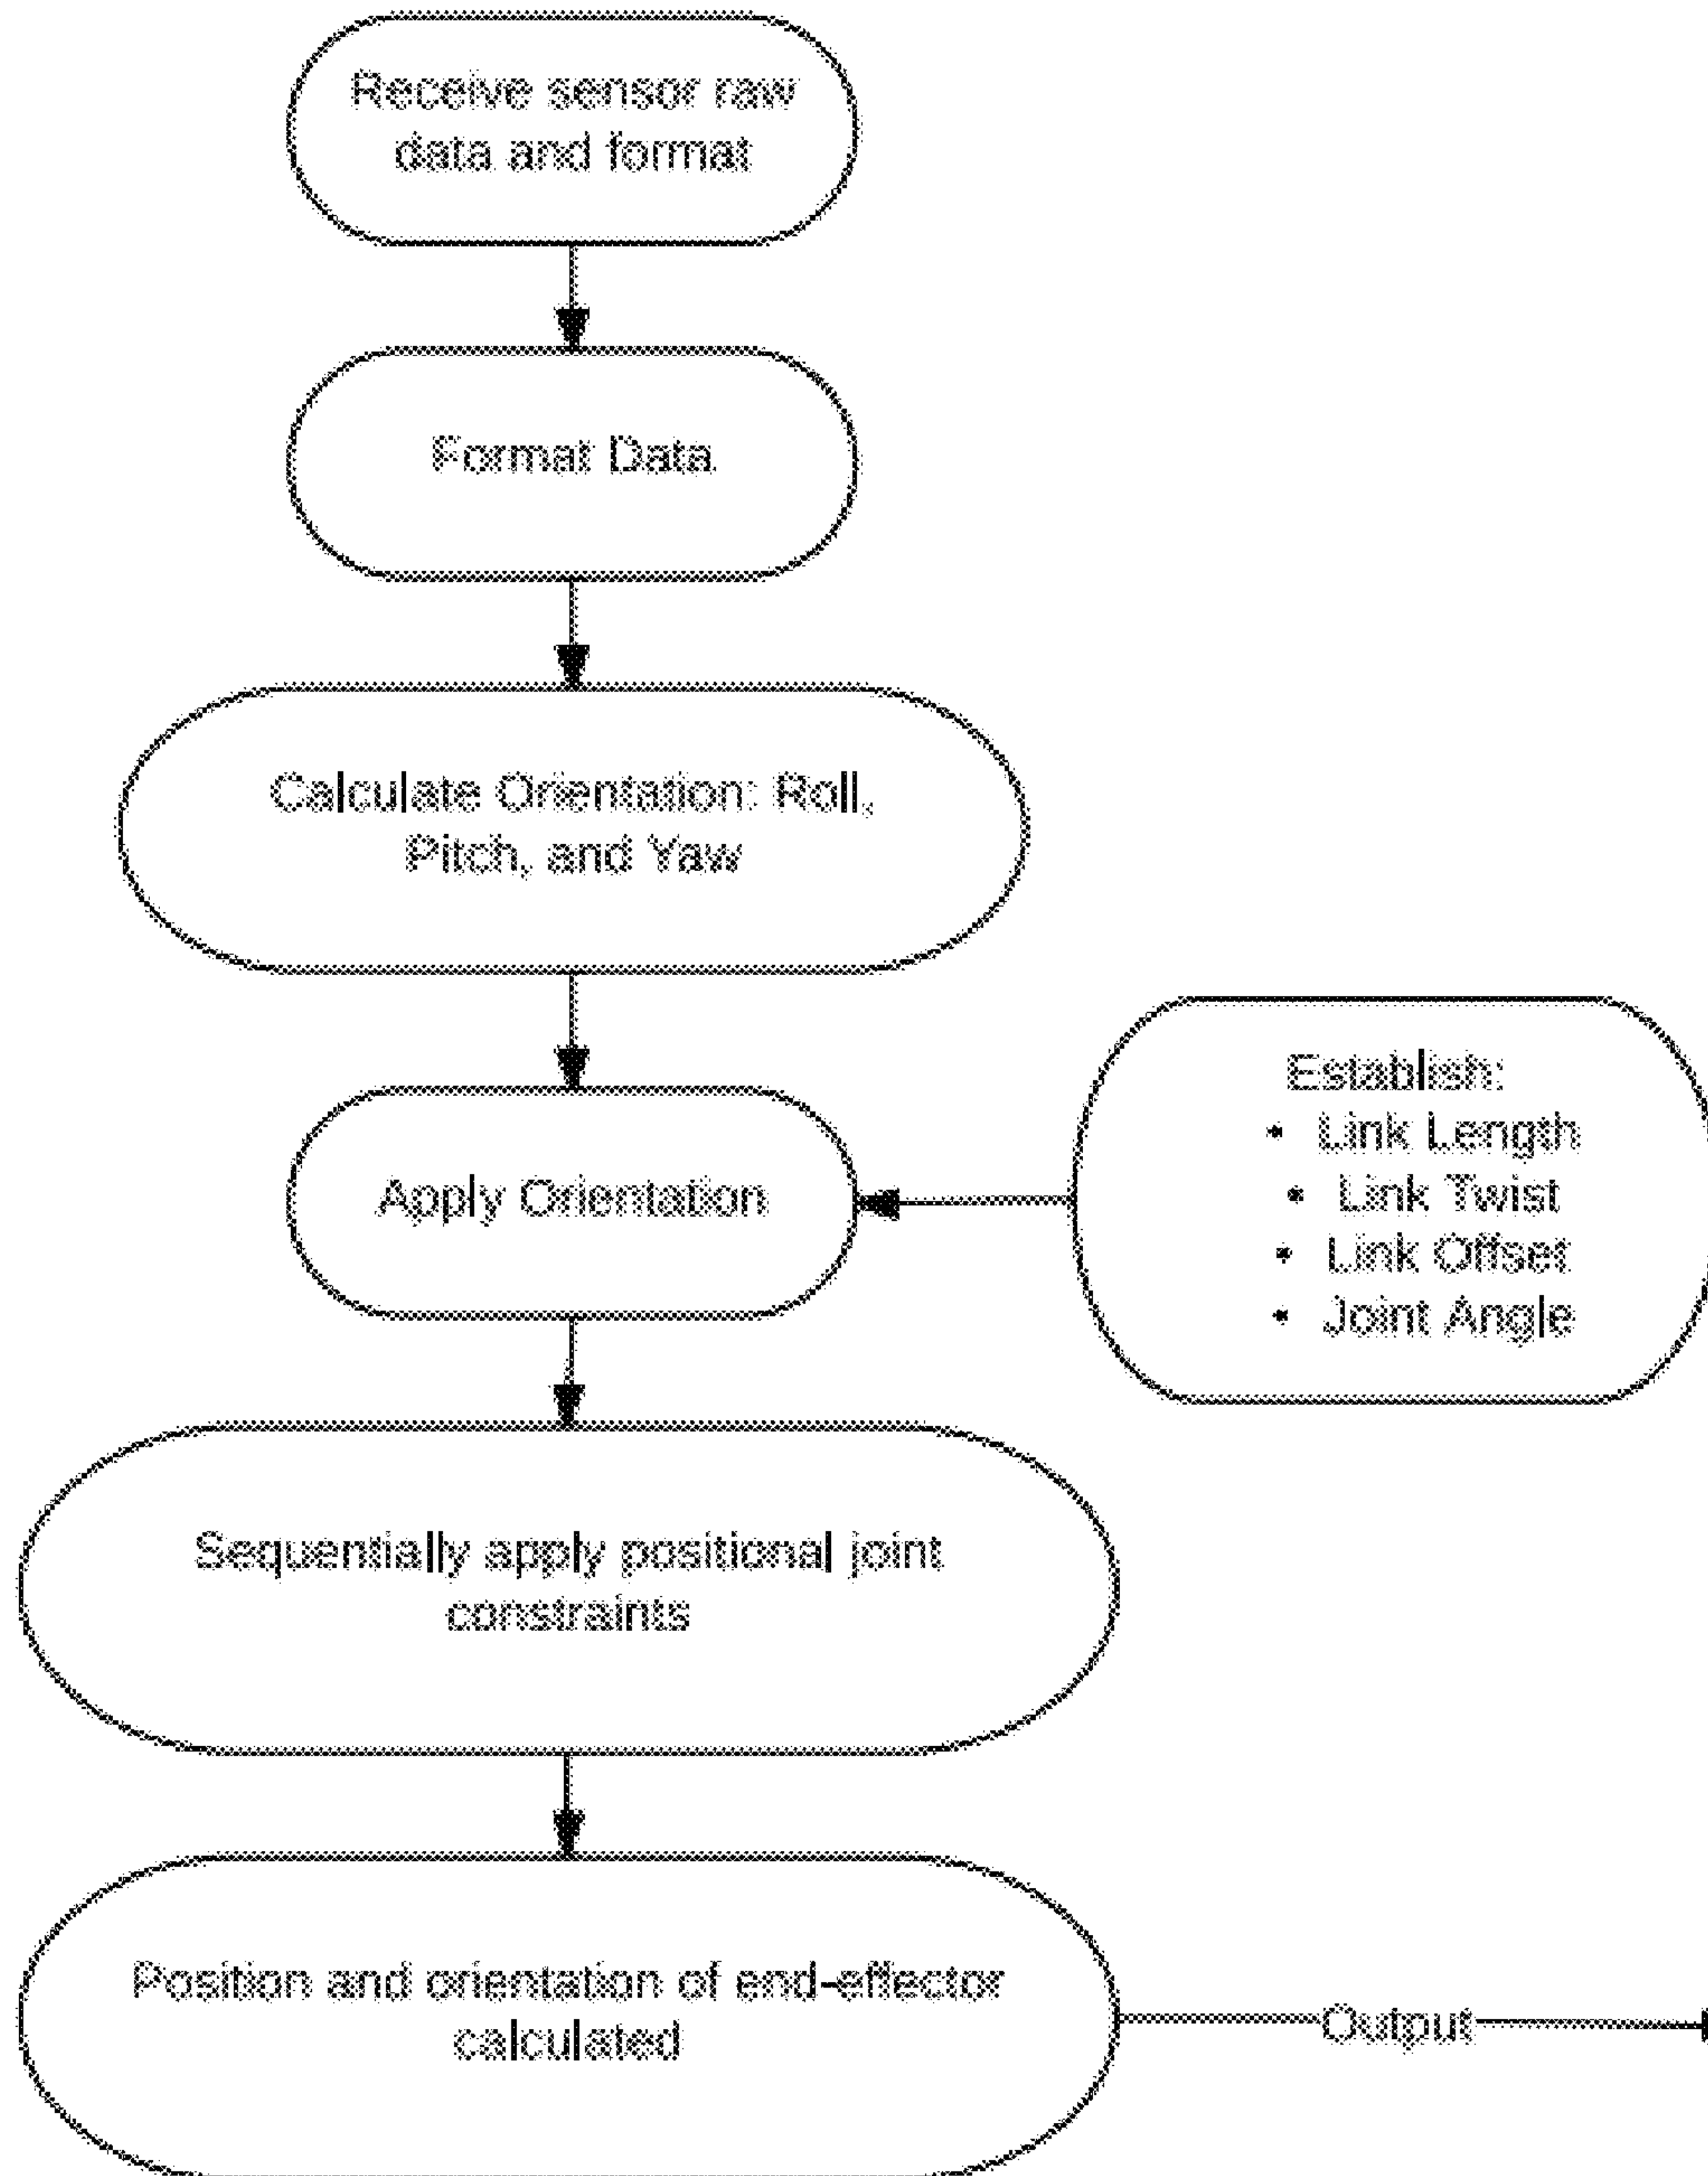 Receive sensor raw
data and format
Format Data
Calculate Orientation: Roll,
Pitch, and Yaw
Apply Orientation
Establish:
• Link Length
• Link Twist
• Link Offset
• Joint Angle
Sequentially apply positional joint
constraints
Position and orientation of end-effector
calculated
Output